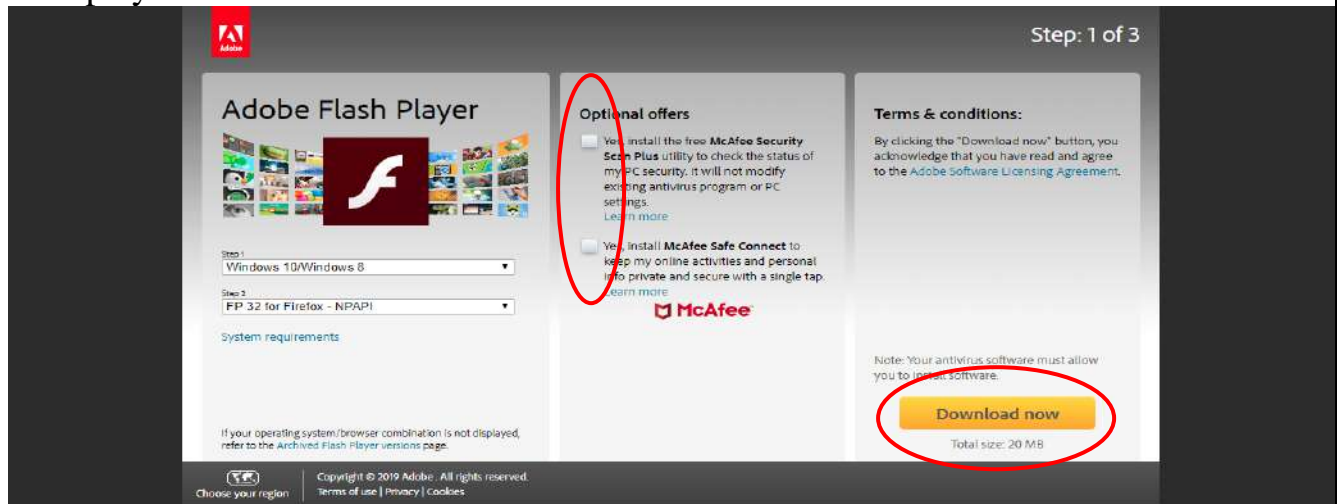 Adobe
Step: 1 of 3
Adobe Flash Player
Step 1
Windows 10/Windows 8
Step 2
FP 32 for Firefox - NPAPI
System requirements
If your operating system/browser combination is not displayed,
refer to the Archived Flash Player versions page.
Optional offers
Yes, install the free McAfee Security
Scan Plus utility to check the status of
my PC security. It will not modify
existing antivirus program or PC
settings.
Learn more
Yes, install McAfee Safe Connect to
keep my online activities and personal
info private and secure with a single tap.
Learn more
McAfee
Terms & conditions:
By clicking the "Download now" button, you
acknowledge that you have read and agree
to the Adobe Software Licensing Agreement.
Note: Your antivirus software must allow
you to install software.
Download now
Total size: 20 MB
Choose your region
Copyright © 2019 Adobe. All rights reserved.
Terms of use | Privacy | Cookies